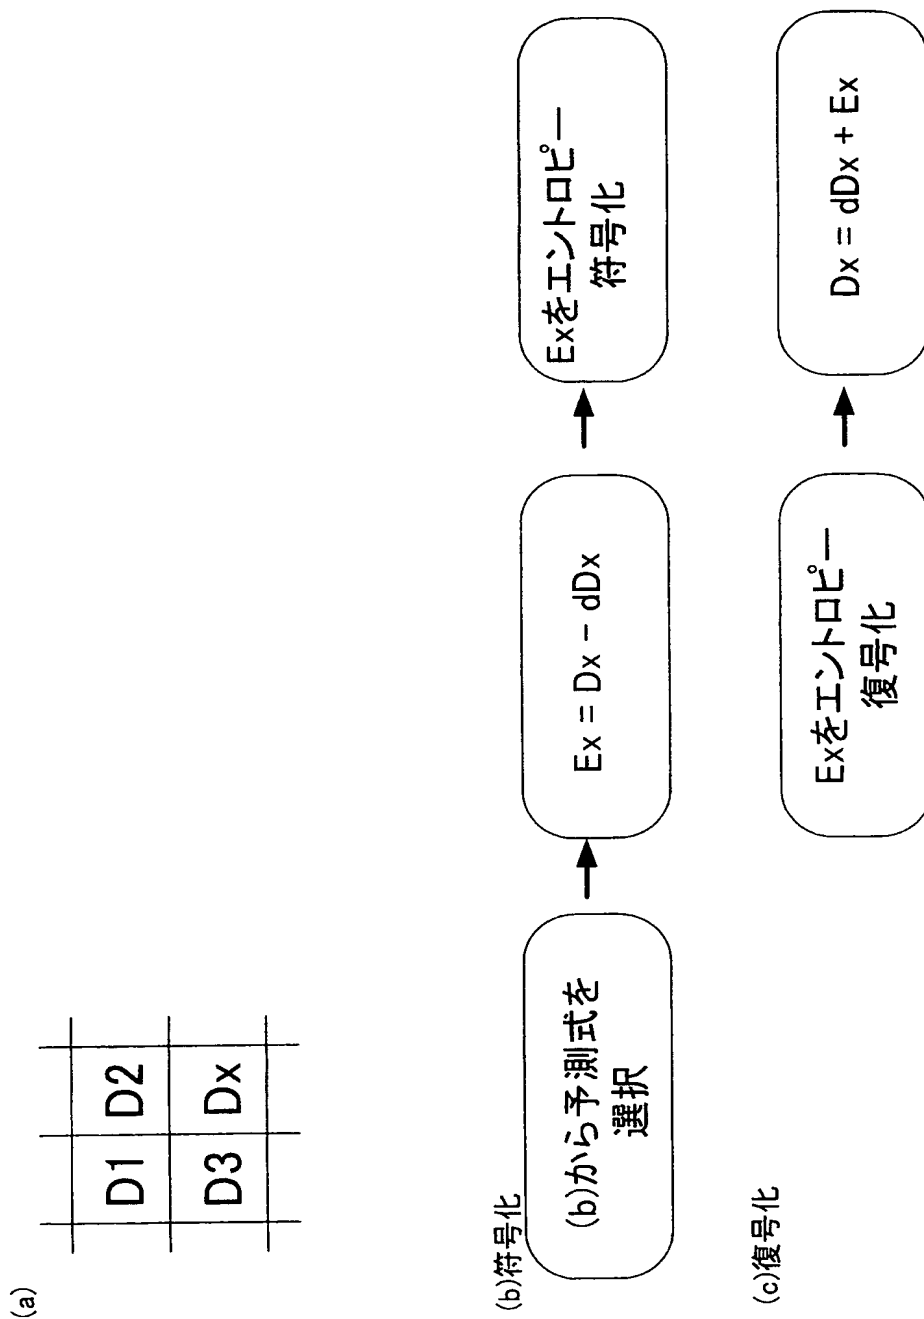 (a)
D1 D2
D3 Dx
(b)符号化
(b)から予測式を
選択
Ex = Dx - dDx
Exをエントロピー
符号化
(c)復号化
Exをエントロピー
復号化
Dx = dDx + Ex